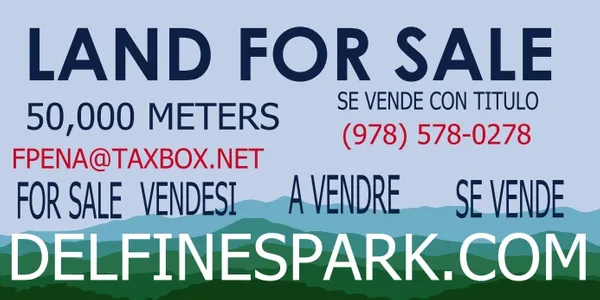 LAND FOR SALE
50,000 METERS
SE VENDE CON TITULO
(978) 578-0278
FPENA@TAXBOX.NET
FOR SALE VENDESI A VENDRE SE VENDE
DELFINESPARK.COM